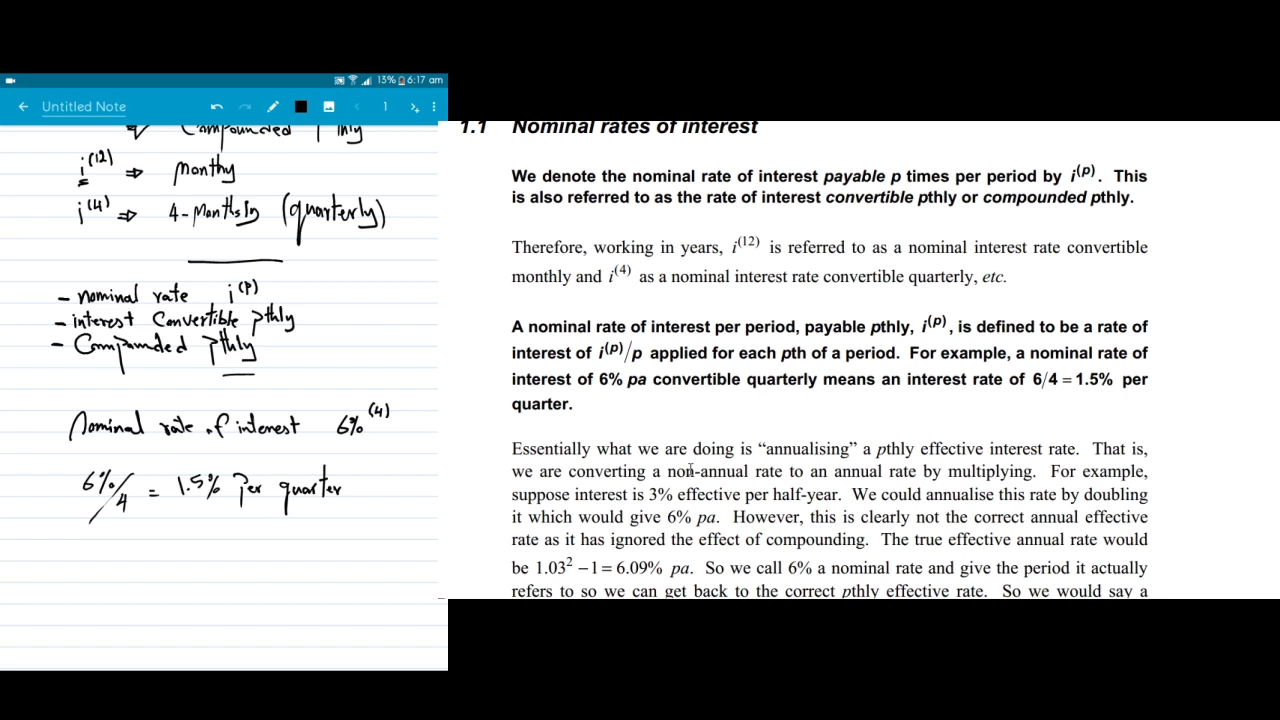 13% 6:17 am
Untitled Note
1
Compounded pthly
i(12) ⇒ monthy
i(4) ⇒ 4-monthsly (quarterly)
- nominal rate i(p)
- interest Convertible pthly
- Compounded pthly
Nominal rate of interest 6%(4)
6%/4 = 1.5% Per quarter
1.1 Nominal rates of interest
We denote the nominal rate of interest payable p times per period by i(p). This
is also referred to as the rate of interest convertible pthly or compounded pthly.
Therefore, working in years, i(12) is referred to as a nominal interest rate convertible
monthly and i(4) as a nominal interest rate convertible quarterly, etc.
A nominal rate of interest per period, payable pthly, i(p), is defined to be a rate of
interest of i(p)/p applied for each pth of a period. For example, a nominal rate of
interest of 6% pa convertible quarterly means an interest rate of 6/4 = 1.5% per
quarter.
Essentially what we are doing is “annualising” a pthly effective interest rate. That is,
we are converting a non-annual rate to an annual rate by multiplying. For example,
suppose interest is 3% effective per half-year. We could annualise this rate by doubling
it which would give 6% pa. However, this is clearly not the correct annual effective
rate as it has ignored the effect of compounding. The true effective annual rate would
be 1.03² − 1 = 6.09% pa. So we call 6% a nominal rate and give the period it actually
refers to so we can get back to the correct pthly effective rate. So we would say a